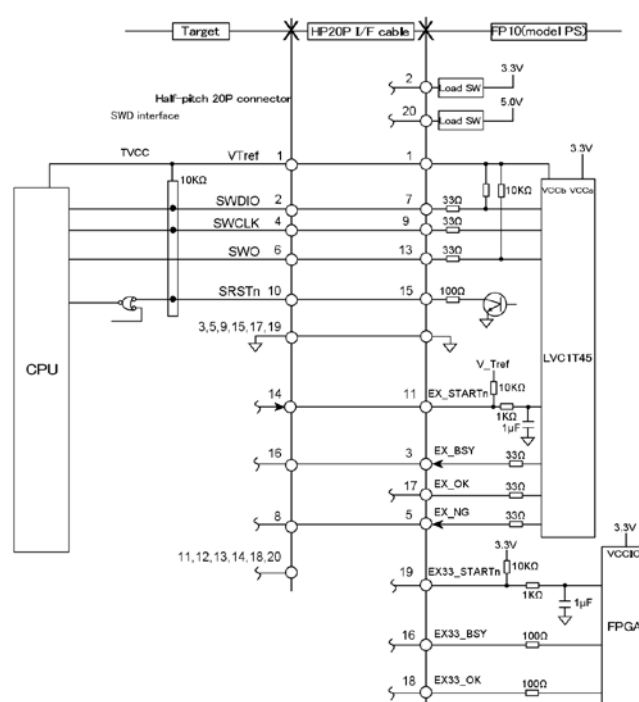 Target HP20P I/F cable FP10(model PS)
2 Load SW 3.3V
Half-pitch 20P connector
20 Load SW 5.0V
SWD interface
TVCC VTref 1 1 3.3V
10KΩ 10KΩ VCCb VCCa
SWDIO 2 7 33Ω
SWCLK 4 9 33Ω
SWO 6 13 33Ω
SRSTn 10 15 100Ω
3,5,9,15,17,19
CPU LVC1T45
V_Tref
14 11 EX_STARTn 10KΩ
1KΩ
1μF
16 3 EX_BSY 33Ω
17 EX_OK 33Ω
8 5 EX_NG 33Ω
3.3V
11,12,13,14,18,20 3.3V VCCIO
19 EX33_STARTn 10KΩ
1KΩ
1μF
FPGA
16 EX33_BSY 100Ω
18 EX33_OK 100Ω